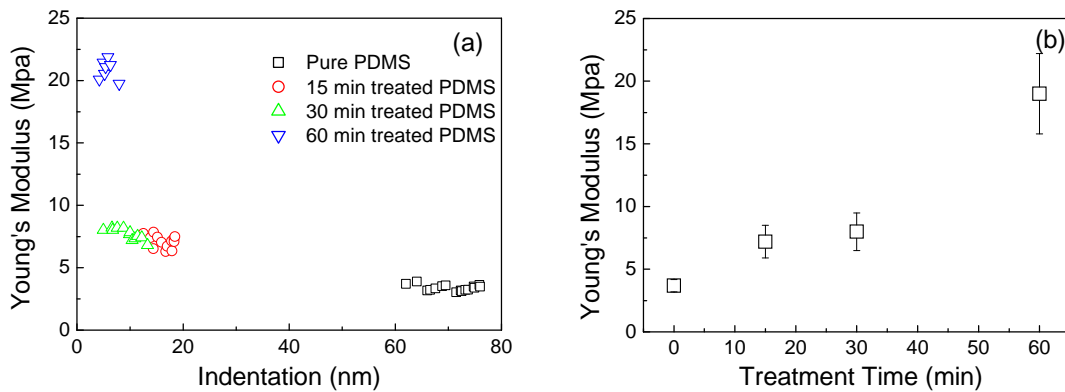 25
20
15
10
5
0
Young's Modulus (Mpa)
(a)
Pure PDMS
15 min treated PDMS
30 min treated PDMS
60 min treated PDMS
0 20 40 60 80
Indentation (nm)
25
20
15
10
5
0
Young's Modulus (Mpa)
(b)
0 10 20 30 40 50 60
Treatment Time (min)